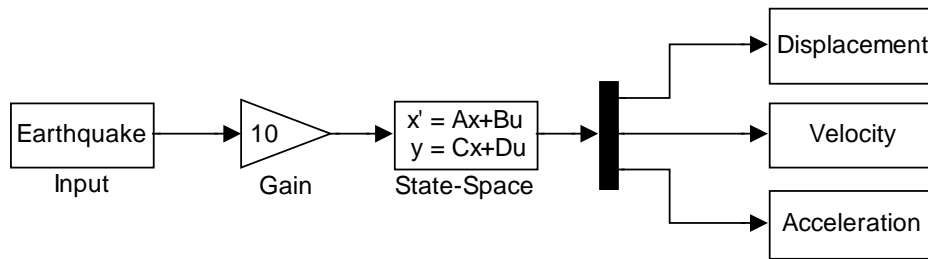 Earthquake
Input
10
Gain
x' = Ax+Bu
y = Cx+Du
State-Space
Displacement
Velocity
Acceleration